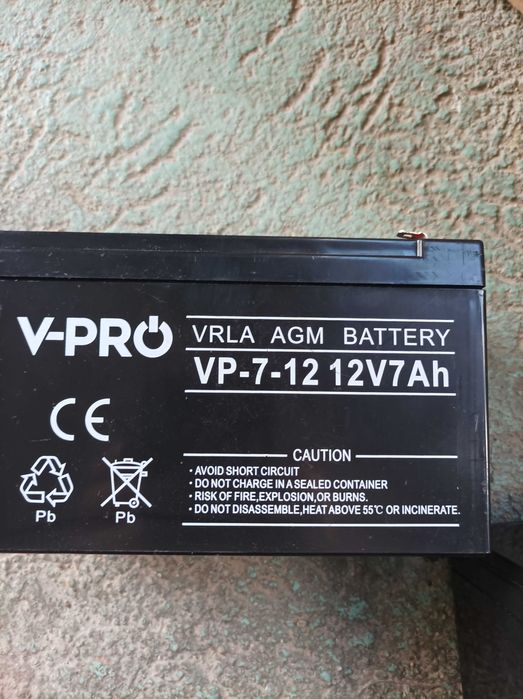 V-PRO
VRLA AGM BATTERY
VP-7-12 12V7Ah
CE
CAUTION
· AVOID SHORT CIRCUIT
· DO NOT CHARGE IN A SEALED CONTAINER
· RISK OF FIRE,EXPLOSION,OR BURNS.
· DO NOT DISASSEMBLE,HEAT ABOVE 55℃ OR INCINERATE.
Pb
Pb